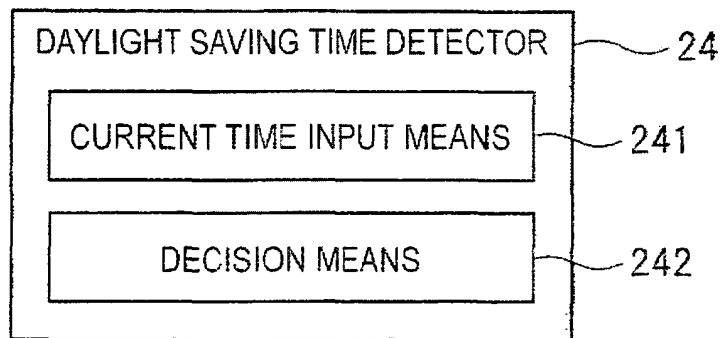 DAYLIGHT SAVING TIME DETECTOR 24
CURRENT TIME INPUT MEANS 241
DECISION MEANS 242